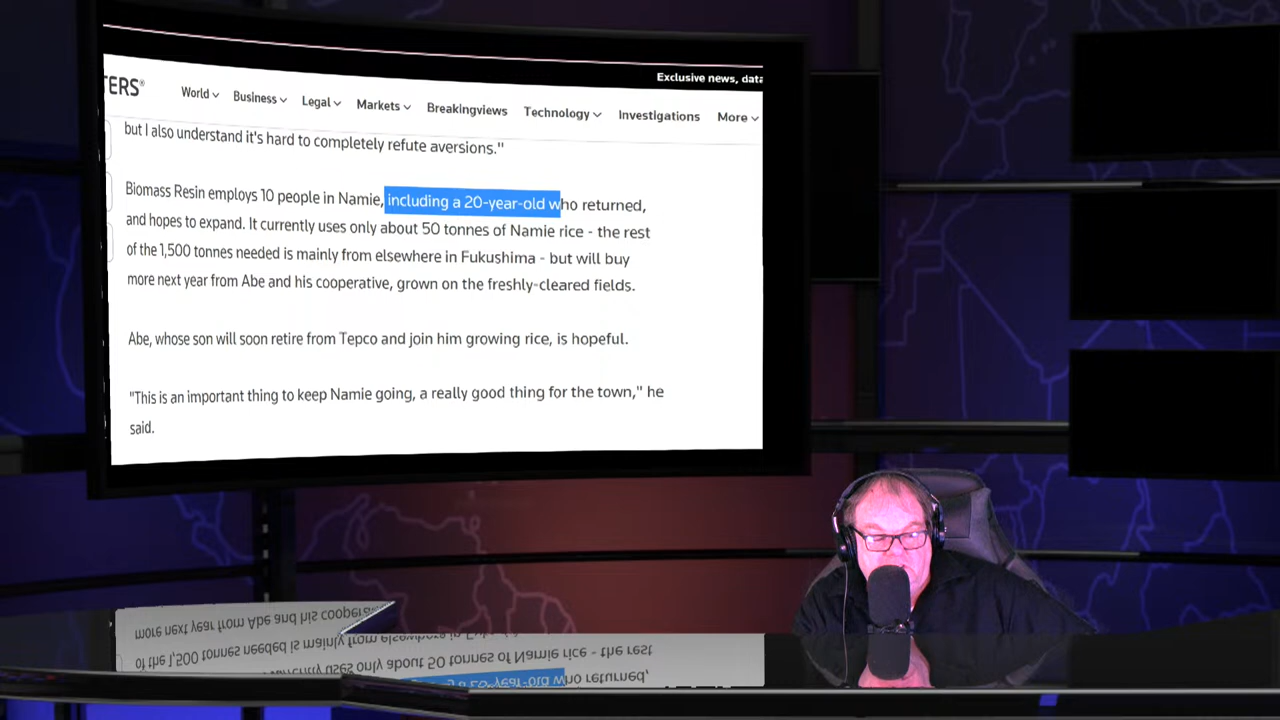 TERS®
Exclusive news, data
World Business Legal Markets Breakingviews Technology Investigations More
but I also understand it's hard to completely refute aversions."
Biomass Resin employs 10 people in Namie, including a 20-year-old who returned,
and hopes to expand. It currently uses only about 50 tonnes of Namie rice - the rest
of the 1,500 tonnes needed is mainly from elsewhere in Fukushima - but will buy
more next year from Abe and his cooperative, grown on the freshly-cleared fields.
Abe, whose son will soon retire from Tepco and join him growing rice, is hopeful.
"This is an important thing to keep Namie going, a really good thing for the town," he
said.